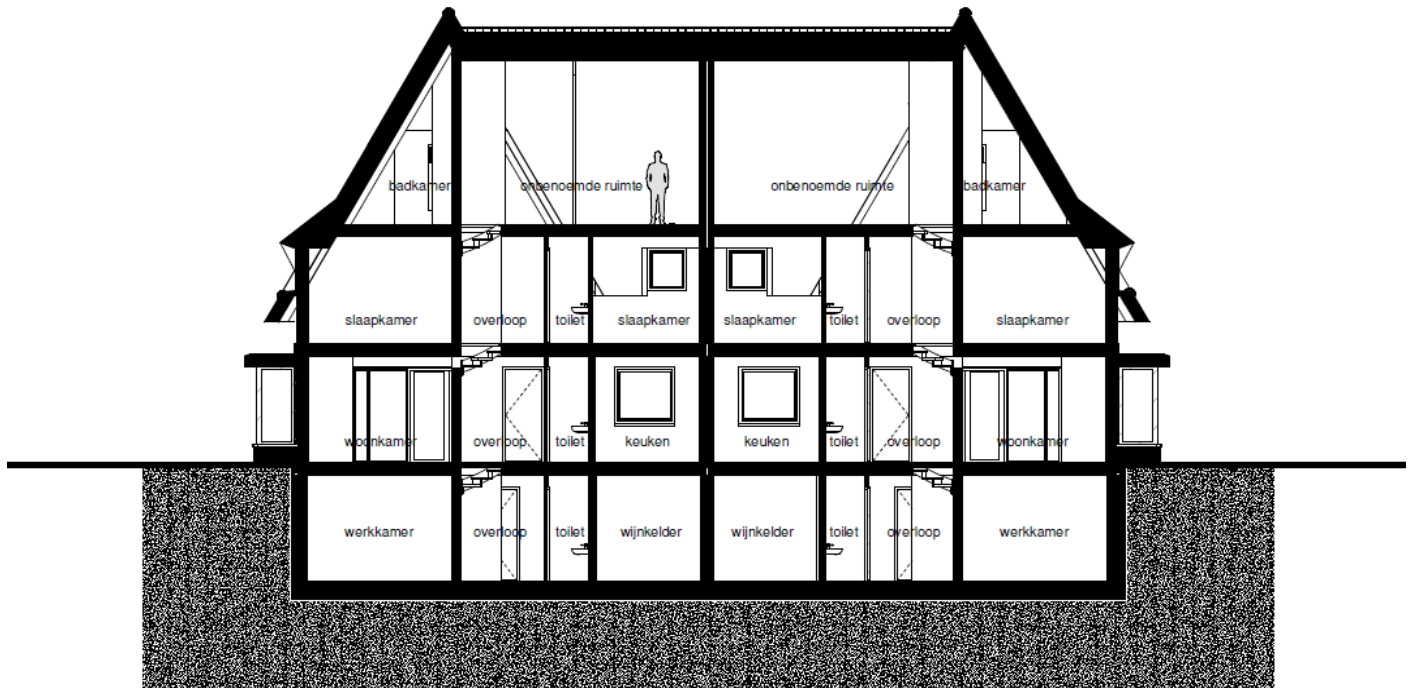 badkamer onbenoemde ruimte onbenoemde ruimte badkamer
slaapkamer overloop toilet slaapkamer slaapkamer toilet overloop slaapkamer
woonkamer overloop toilet keuken keuken toilet overloop woonkamer
werkkamer overloop toilet wijnkelder wijnkelder toilet overloop werkkamer